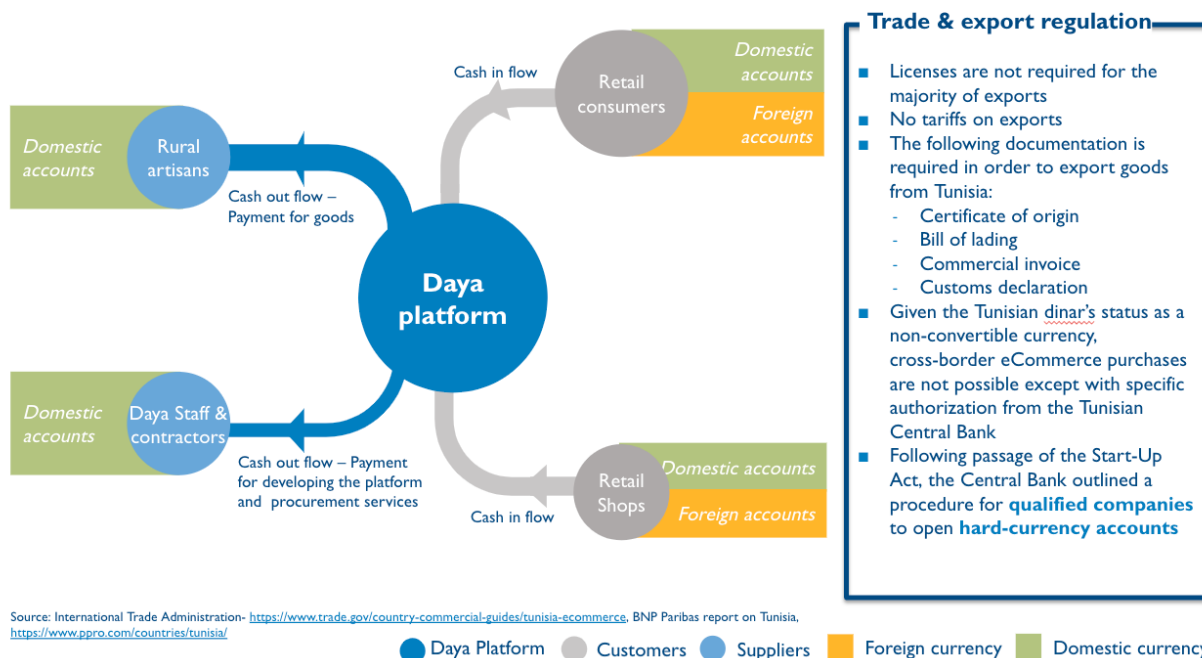 Trade & export regulation
Cash in flow
Retail
consumers
Domestic
accounts
Foreign
accounts
Domestic
accounts
Rural
artisans
Cash out flow –
Payment for goods
Daya
platform
Domestic
accounts
Daya Staff &
contractors
Cash out flow – Payment
for developing the platform
and procurement services
Cash in flow
Retail
Shops
Domestic accounts
Foreign accounts
■ Licenses are not required for the
majority of exports
■ No tariffs on exports
■ The following documentation is
required in order to export goods
from Tunisia:
- Certificate of origin
- Bill of lading
- Commercial invoice
- Customs declaration
■ Given the Tunisian dinar's status as a
non-convertible currency,
cross-border eCommerce purchases
are not possible except with specific
authorization from the Tunisian
Central Bank
■ Following passage of the Start-Up
Act, the Central Bank outlined a
procedure for qualified companies
to open hard-currency accounts
Source: International Trade Administration- https://www.trade.gov/country-commercial-guides/tunisia-ecommerce, BNP Paribas report on Tunisia,
https://www.ppro.com/countries/tunisia/
Daya Platform
Customers
Suppliers
Foreign currency
Domestic currency